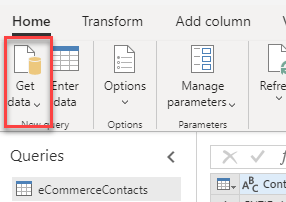 Home Transform Add column
Get data
Enter data
Options
Manage parameters
New query
Options
Parameters
Queries
eCommerceContacts